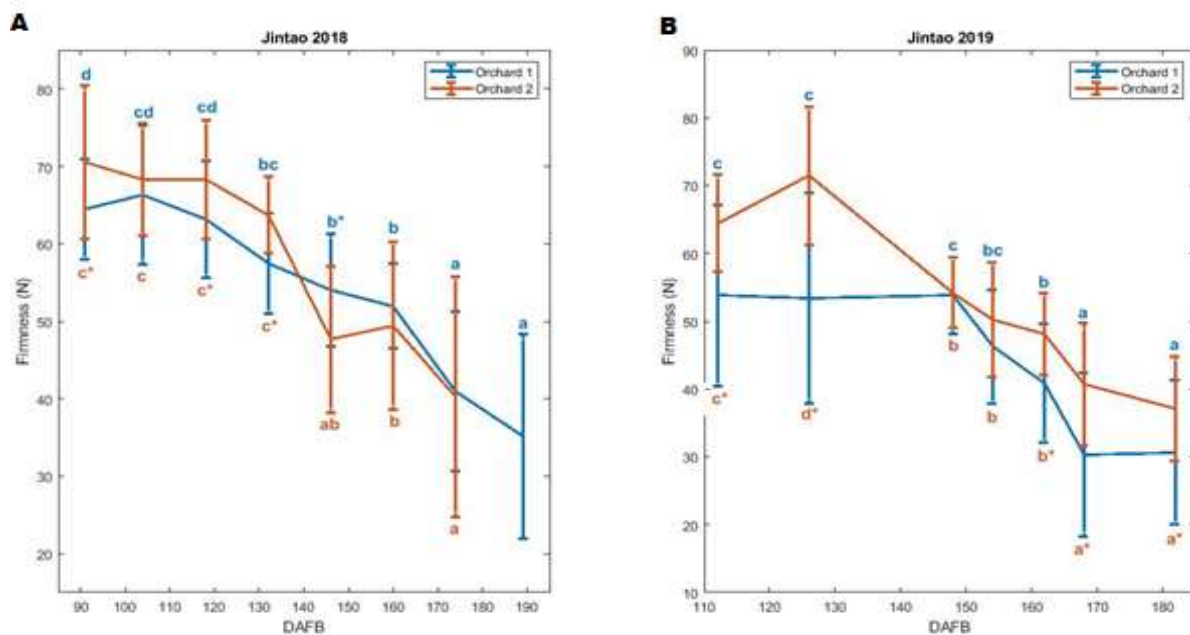 A
Jintao 2018
Orchard 1
Orchard 2
d
cd
cd
bc
b*
b
a
a
c*
c
c*
c*
ab
b
a
80
70
60
50
40
30
20
Firmness (N)
90 100 110 120 130 140 150 160 170 180 190
DAFB
B
Jintao 2019
Orchard 1
Orchard 2
c
c
c
bc
b
a
a
c*
d*
b
b
b*
a*
a*
90
80
70
60
50
40
30
20
10
Firmness (N)
110 120 130 140 150 160 170 180
DAFB